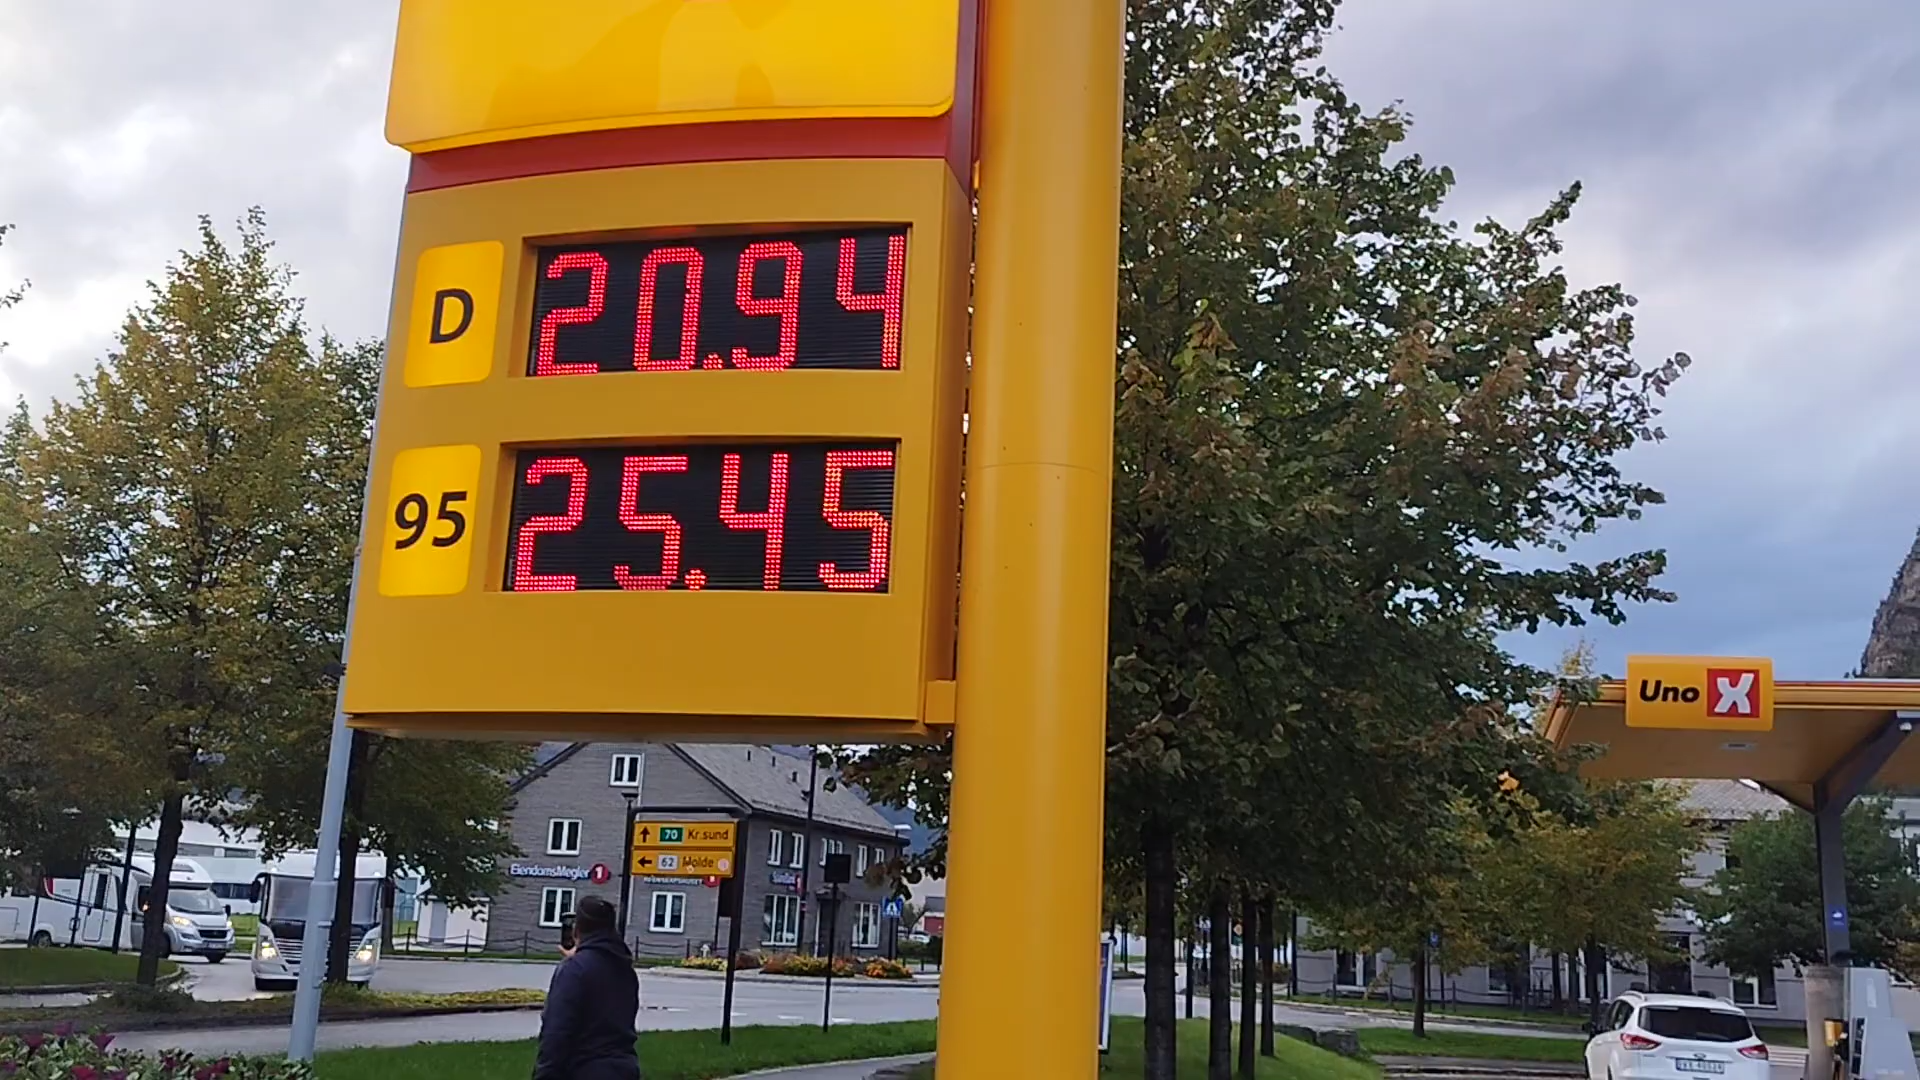 D 20.94
95 25.45
Uno X
70 Kr.sund
62 Molde
EiendomsMegler 1